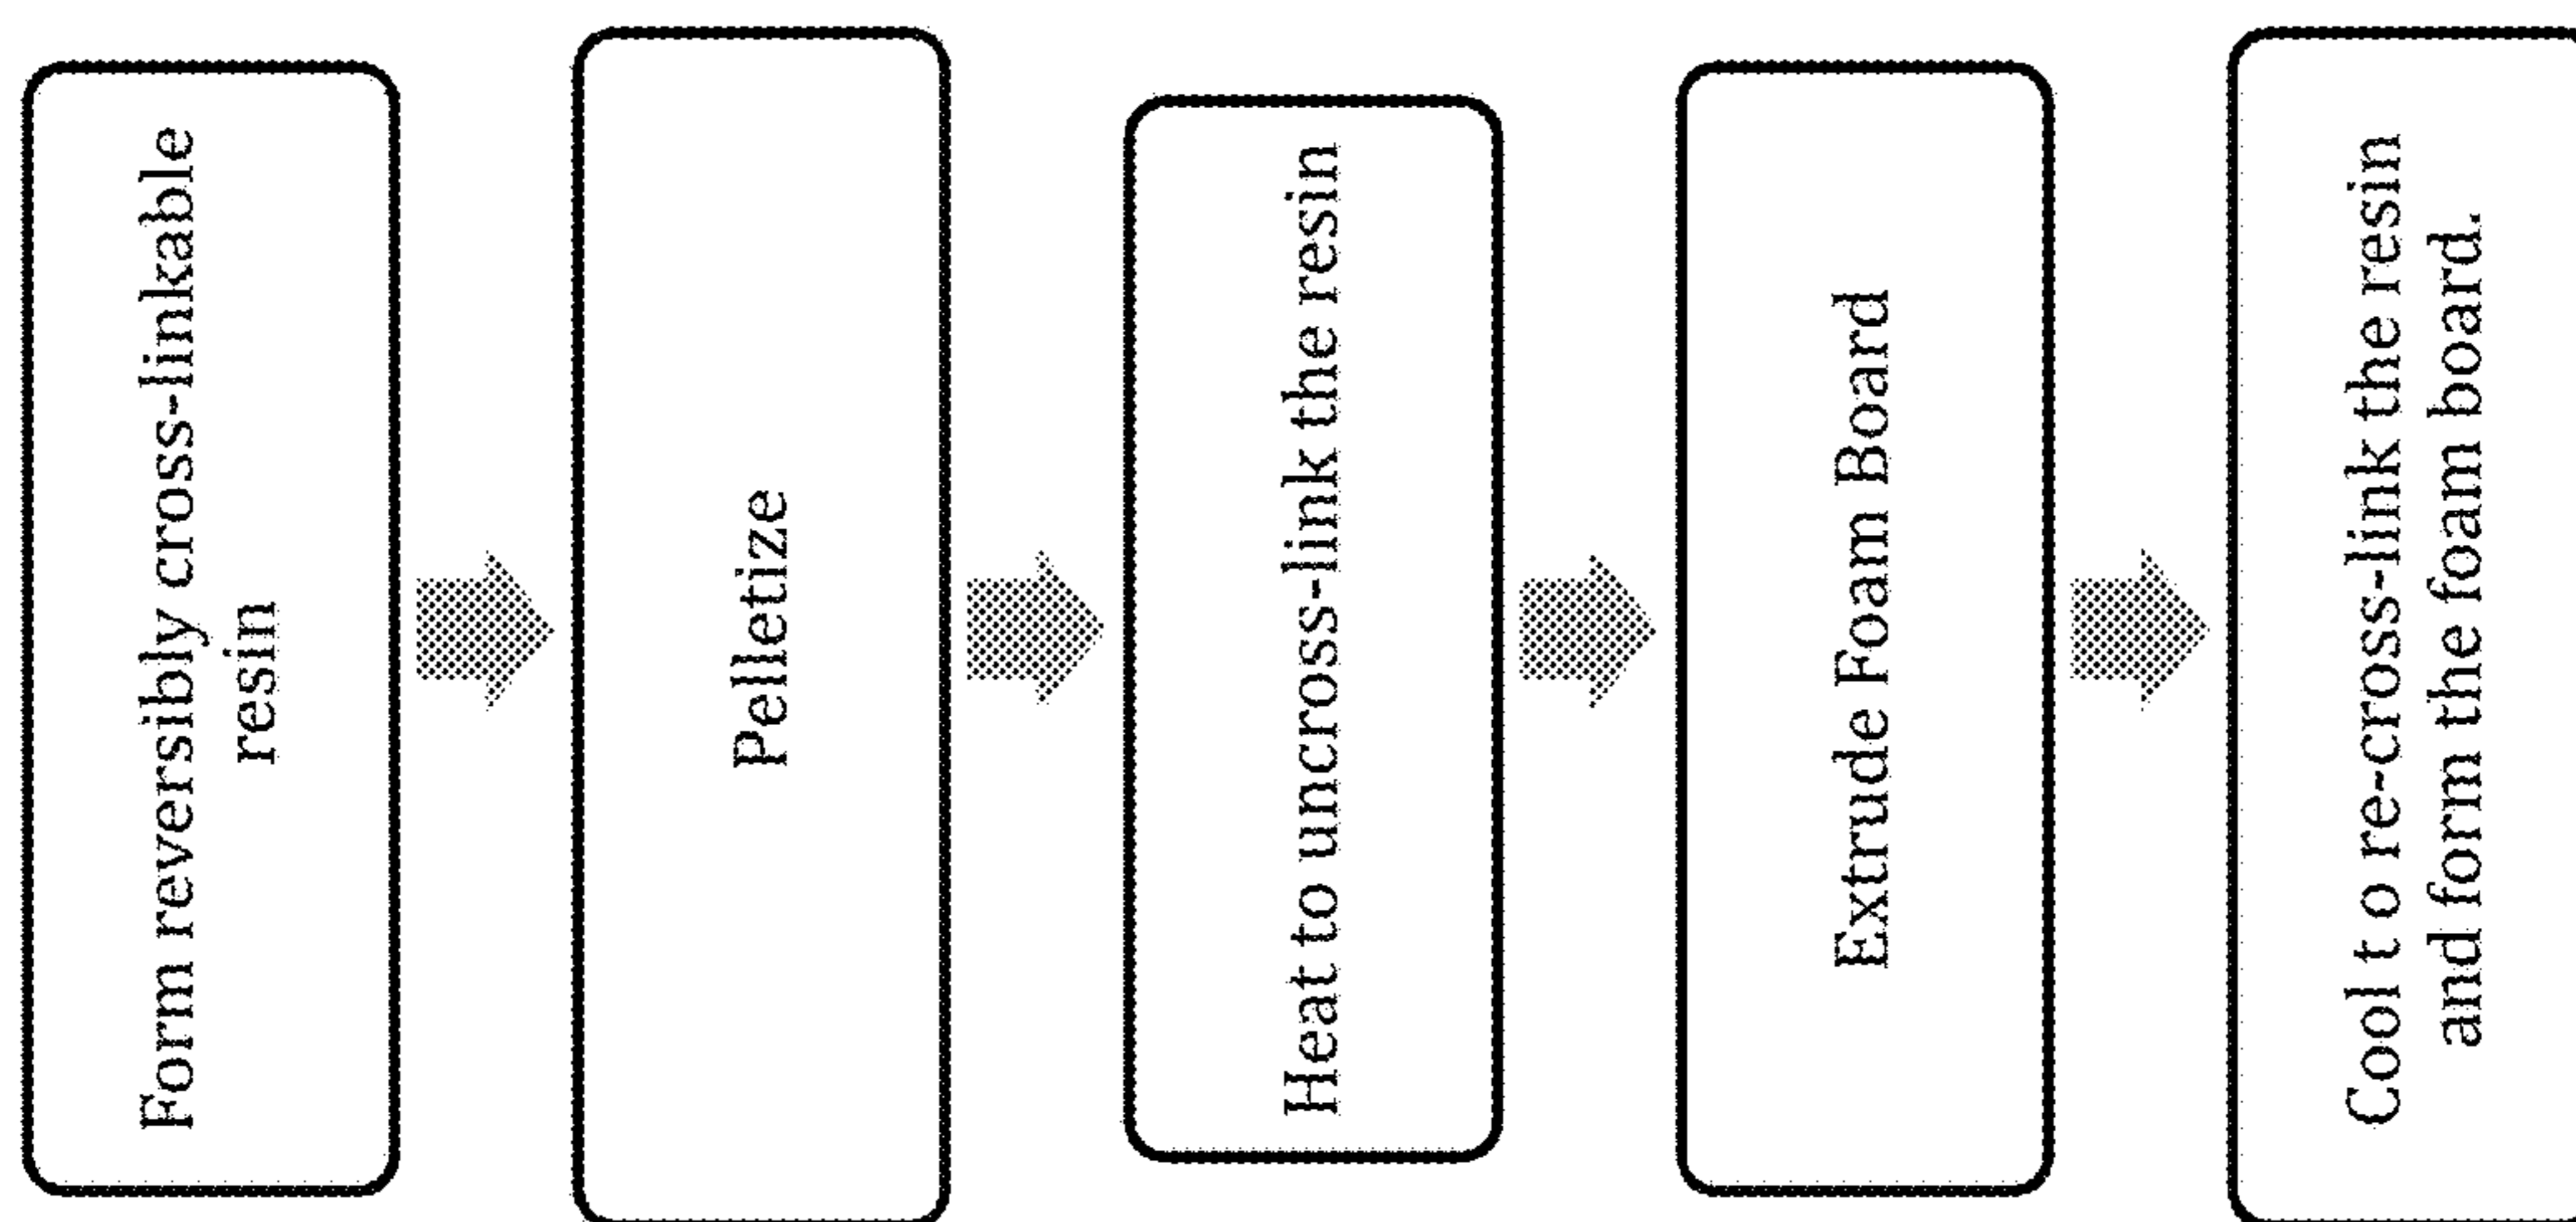 Form reversibly cross-linkable
resin
Pelletize
Heat to uncross-link the resin
Extrude Foam Board
Cool t o re-cross-link the resin
and form the foam board.